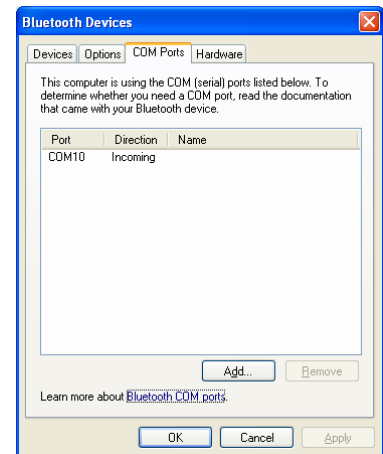 Bluetooth Devices
Devices Options COM Ports Hardware
This computer is using the COM (serial) ports listed below. To
determine whether you need a COM port, read the documentation
that came with your Bluetooth device.
Port Direction Name
COM10 Incoming
Add... Remove
Learn more about Bluetooth COM ports.
OK Cancel Apply